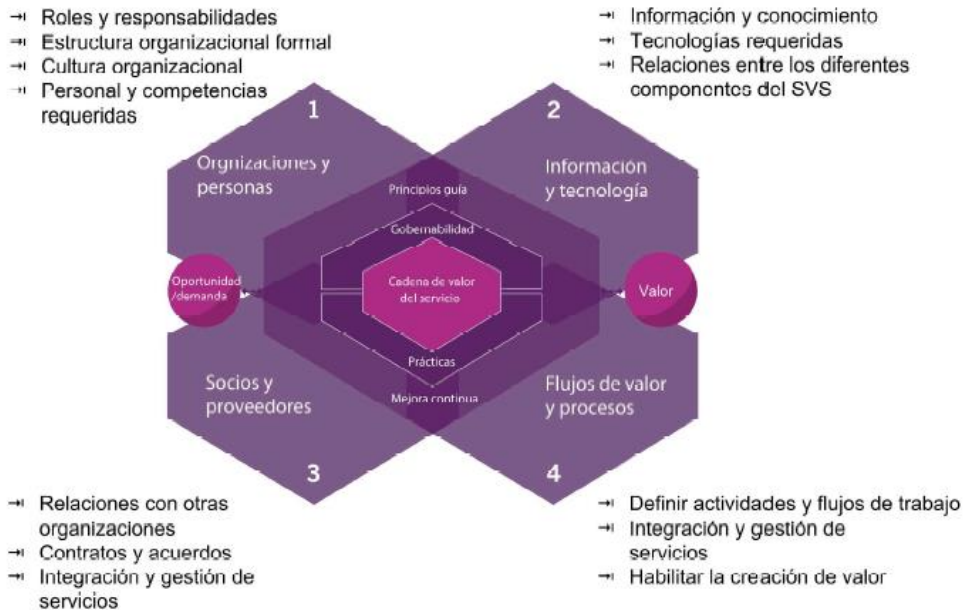 → Roles y responsabilidades
→ Estructura organizacional formal
→ Cultura organizacional
→ Personal y competencias
requeridas
→ Información y conocimiento
→ Tecnologías requeridas
→ Relaciones entre los diferentes
componentes del SVS
1
2
Orgnizaciones y
personas
Información
y tecnología
Principios guía
Gobernabilidad
Oportunidad
/demanda
Cadena de valor
del servicio
Valor
Prácticas
Mejora continua
Socios y
proveedores
Flujos de valor
y procesos
3
4
→ Relaciones con otras
organizaciones
→ Contratos y acuerdos
→ Integración y gestión de
servicios
→ Definir actividades y flujos de trabajo
→ Integración y gestión de
servicios
→ Habilitar la creación de valor